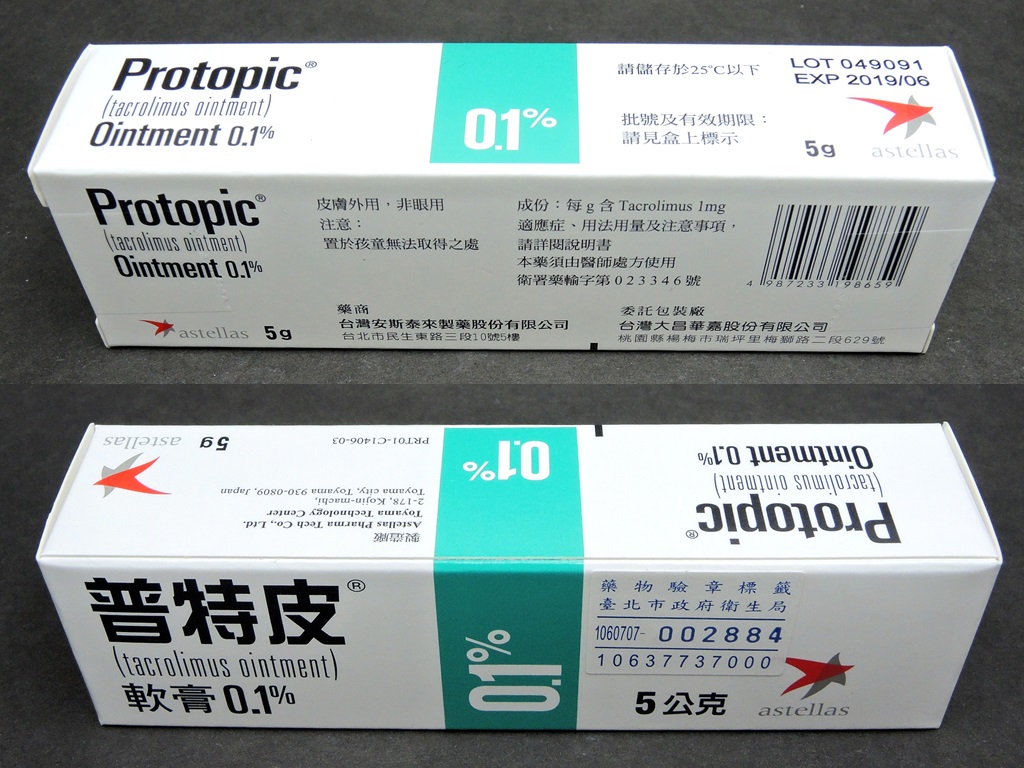 Protopic®
(tacrolimus ointment)
Ointment 0.1%
0.1%
請儲存於25°C以下
批號及有效期限：
請見盒上標示
LOT 049091
EXP 2019/06
5g
astellas
Protopic®
(tacrolimus ointment)
Ointment 0.1%
astellas 5g
皮膚外用，非眼用
注意：
置於孩童無法取得之處
成份：每 g 含 Tacrolimus 1mg
適應症、用法用量及注意事項，
請詳閱說明書
本藥須由醫師處方使用
衛署藥輸字第023346號
4 987233 198659
藥商
台灣安斯泰來製藥股份有限公司
台北市民生東路三段10號5樓
委託包裝廠
台灣大昌華嘉股份有限公司
桃園縣楊梅市瑞坪里梅獅路二段629號
Protopic®
(tacrolimus ointment)
Ointment 0.1%
0.1%
製造廠
Astellas Pharma Tech Co., Ltd.
Toyama Technology Center
2-178, Kojin-machi,
Toyama city, Toyama 930-0809, Japan
PRT01-C1406-03
5g
astellas
普特皮®
(tacrolimus ointment)
軟膏 0.1%
0.1%
藥物驗章標籤
臺北市政府衛生局
1060707- 002884
10637737000
5公克
astellas